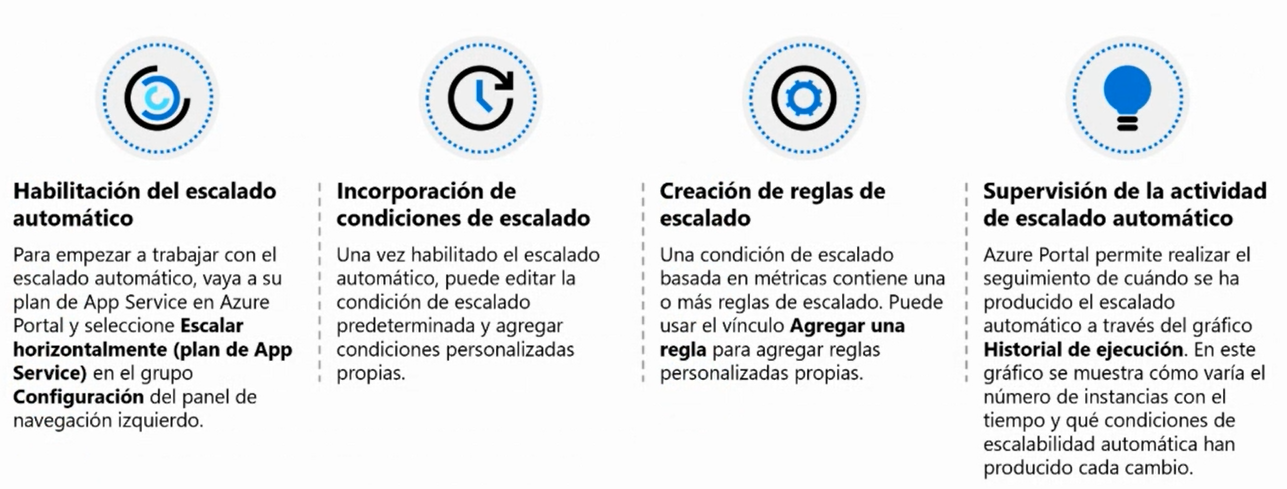 Habilitación del escalado
automático
Para empezar a trabajar con el
escalado automático, vaya a su
plan de App Service en Azure
Portal y seleccione Escalar
horizontalmente (plan de App
Service) en el grupo
Configuración del panel de
navegación izquierdo.
Incorporación de
condiciones de escalado
Una vez habilitado el escalado
automático, puede editar la
condición de escalado
predeterminada y agregar
condiciones personalizadas
propias.
Creación de reglas de
escalado
Una condición de escalado
basada en métricas contiene una
o más reglas de escalado. Puede
usar el vínculo Agregar una
regla para agregar reglas
personalizadas propias.
Supervisión de la actividad
de escalado automático
Azure Portal permite realizar el
seguimiento de cuándo se ha
producido el escalado
automático a través del gráfico
Historial de ejecución. En este
gráfico se muestra cómo varía el
número de instancias con el
tiempo y qué condiciones de
escalabilidad automática han
producido cada cambio.